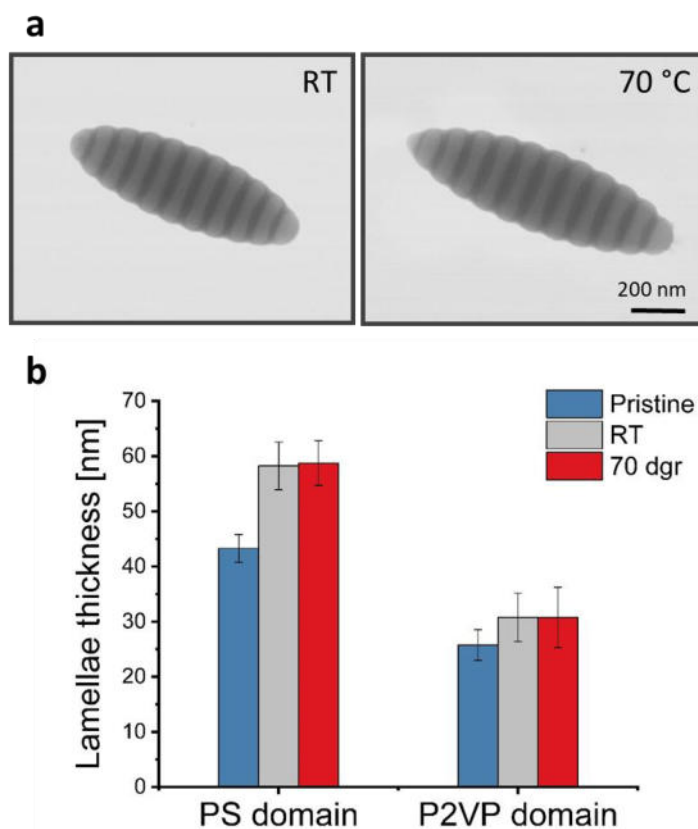 a
RT
70 °C
200 nm
b
70
60
50
40
30
20
10
0
Lamellae thickness [nm]
Pristine
RT
70 dgr
PS domain
P2VP domain